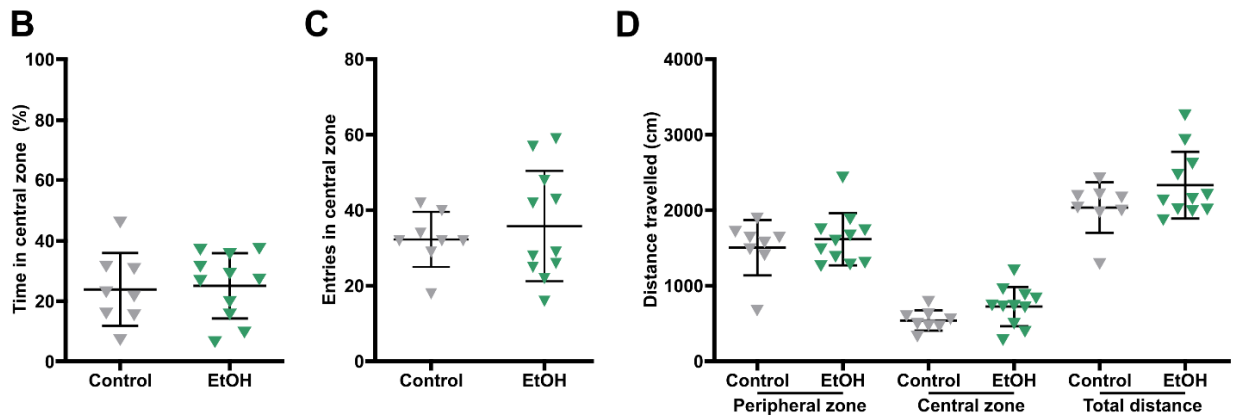 B
Time in central zone (%)
100
80
60
40
20
0
Control EtOH
C
Entries in central zone
80
60
40
20
0
Control EtOH
D
Distance travelled (cm)
4000
3000
2000
1000
0
Control EtOH Control EtOH Control EtOH
Peripheral zone Central zone Total distance